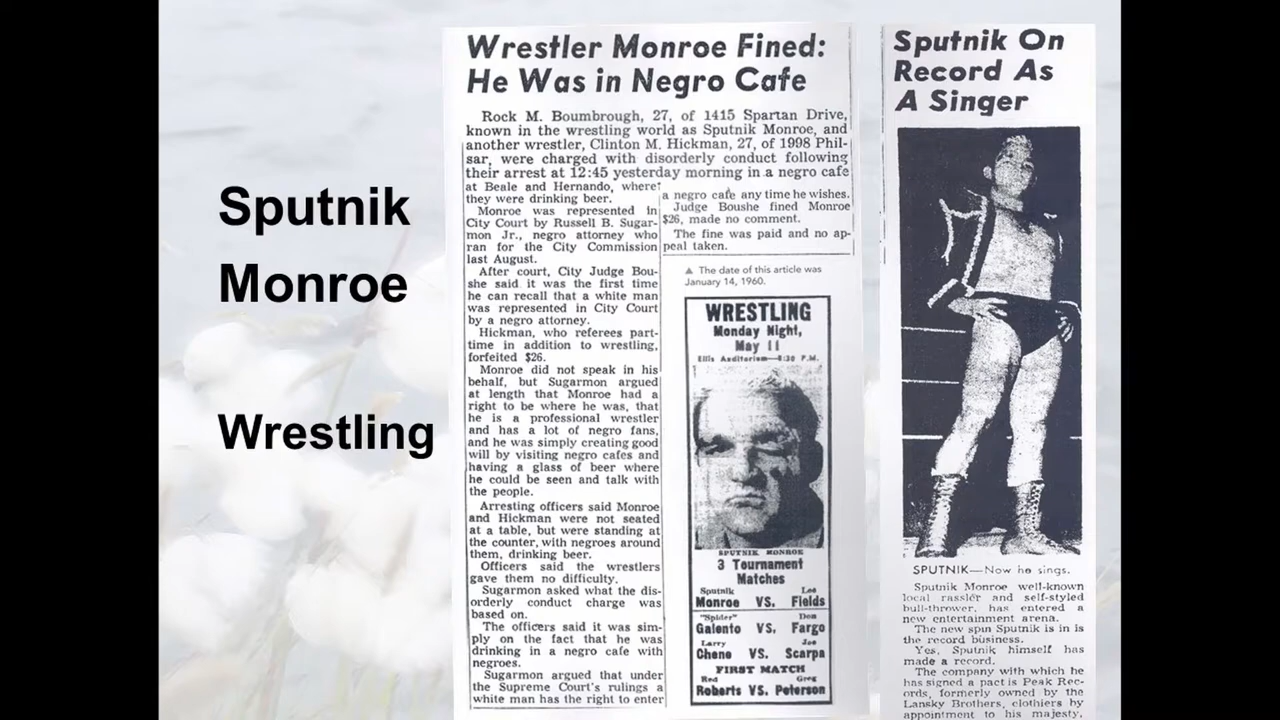 Sputnik
Monroe
Wrestling
Wrestler Monroe Fined:
He Was in Negro Cafe
Rock M. Boumbrough, 27, of 1415 Spartan Drive,
known in the wrestling world as Sputnik Monroe, and
another wrestler, Clinton M. Hickman, 27, of 1998 Phil-
sar, were charged with disorderly conduct following
their arrest at 12:45 yesterday morning in a negro cafe
at Beale and Hernando, where
they were drinking beer.
Monroe was represented in
City Court by Russell B. Sugar-
mon Jr., negro attorney who
ran for the City Commission
last August.
After court, City Judge Bou-
she said it was the first time
he can recall that a white man
was represented in City Court
by a negro attorney.
Hickman, who referees part-
time in addition to wrestling,
forfeited $26.
Monroe did not speak in his
behalf, but Sugarmon argued
at length that Monroe had a
right to be where he was, that
he is a professional wrestler
and has a lot of negro fans,
and he was simply creating good
will by visiting negro cafes and
having a glass of beer where
he could be seen and talk with
the people.
Arresting officers said Monroe
and Hickman were not seated
at a table, but were standing at
the counter, with negroes around
them, drinking beer.
Officers said the wrestlers
gave them no difficulty.
Sugarmon asked what the dis-
orderly conduct charge was
based on.
The officers said it was sim-
ply on the fact that he was
drinking in a negro cafe with
negroes.
Sugarmon argued that under
the Supreme Court's rulings a
white man has the right to enter
a negro cafe any time he wishes.
Judge Boushe fined Monroe
$26, made no comment.
The fine was paid and no ap-
peal taken.
▲ The date of this article was
January 14, 1960.
WRESTLING
Monday Night,
May 11
Ellis Auditorium—8:30 P.M.
SPUTNIK MONROE
3 Tournament
Matches
Sputnik Lee
Monroe VS. Fields
"Spider" Don
Galento VS. Fargo
Larry Joe
Chene VS. Scarpa
FIRST MATCH
Red Greg
Roberts VS. Peterson
Sputnik On
Record As
A Singer
SPUTNIK—Now he sings.
Sputnik Monroe well-known
local rassler and self-styled
bull-thrower, has entered a
new entertainment arena.
The new spin Sputnik is in is
the record business.
Yes, Sputnik himself has
made a record.
The company with which he
has signed a pact is Peak Rec-
ords, formerly owned by the
Lansky Brothers, clothiers by
appointment to his majesty,